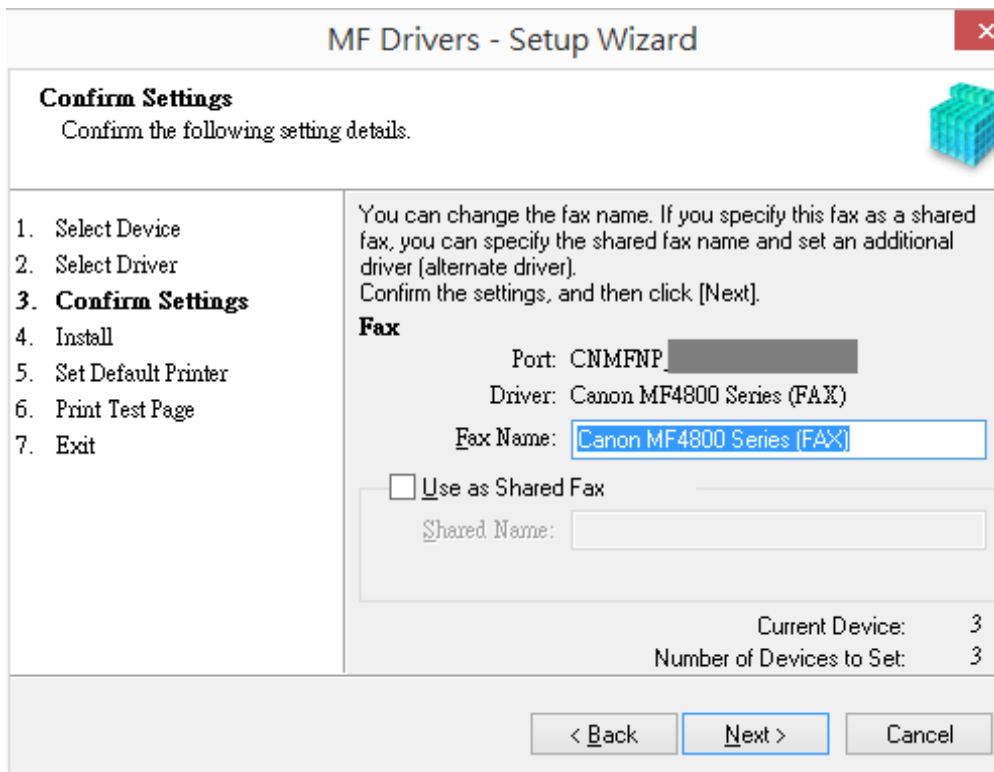 MF Drivers - Setup Wizard
Confirm Settings
Confirm the following setting details.
1. Select Device
2. Select Driver
3. Confirm Settings
4. Install
5. Set Default Printer
6. Print Test Page
7. Exit
You can change the fax name. If you specify this fax as a shared
fax, you can specify the shared fax name and set an additional
driver (alternate driver).
Confirm the settings, and then click [Next].
Fax
Port: CNMFNP_
Driver: Canon MF4800 Series (FAX)
Fax Name: Canon MF4800 Series (FAX)
Use as Shared Fax
Shared Name:
Current Device: 3
Number of Devices to Set: 3
< Back Next > Cancel